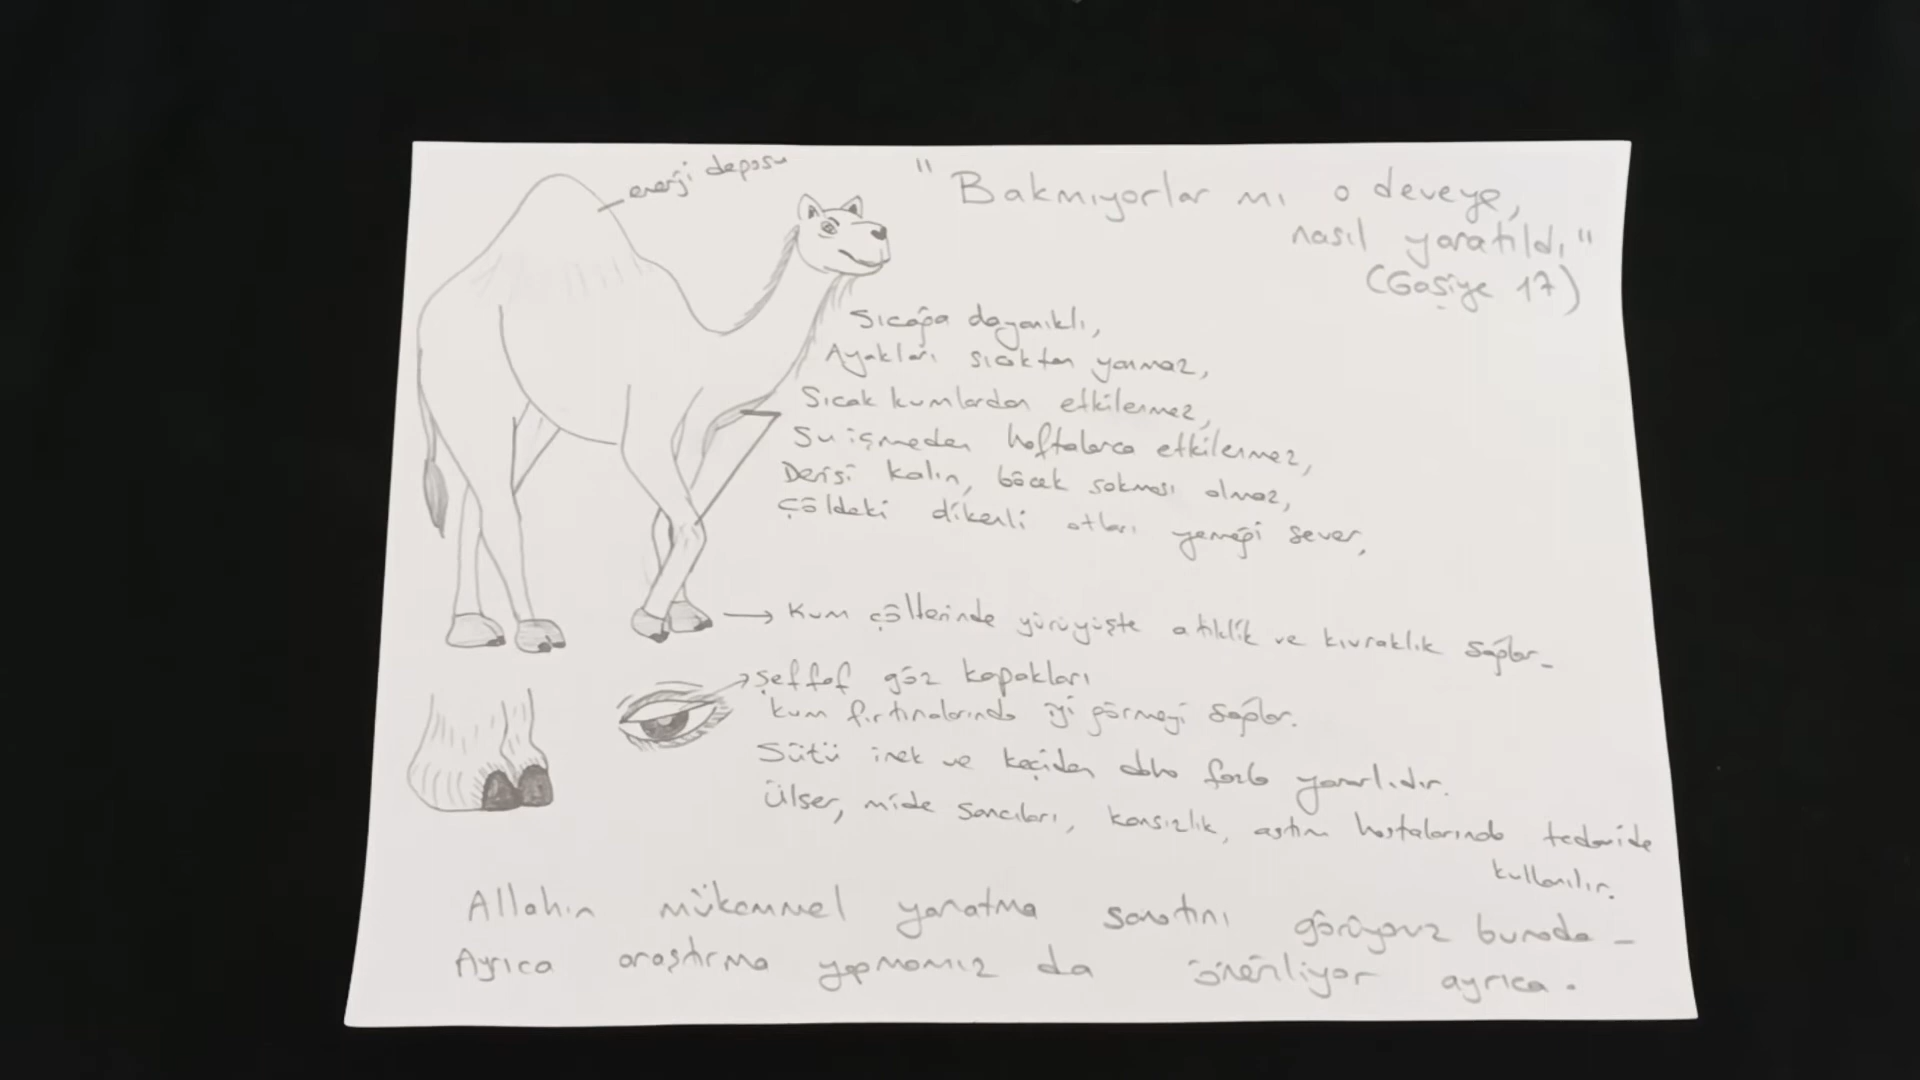 enerji deposu
"Bakmıyorlar mı o deveye,
nasıl yaratıldı"
(Gaşiye 17)
Sıcağa dayanıklı,
Ayakları sıcaktan yanmaz,
Sıcak kumlardan etkilenmez,
Su içmeden haftalarca etkilenmez,
Derisi kalın, böcek sokması olmaz,
Çöldeki dikenli otları yemeği sever,
→ Kum çöllerinde yürüyüşte atiklik ve kıvraklık sağlar.
→ Şeffaf göz kapakları
kum fırtınalarında iyi görmeyi sağlar.
Sütü inek ve keçiden daha fazla yararlıdır.
Ülser, mide sancıları, kansızlık, astım hastalarında tedavide
kullanılır.
Allahın mükemmel yaratma sanatını görüyoruz burada.
Ayrıca araştırma yapmamız da öneriliyor ayrıca.